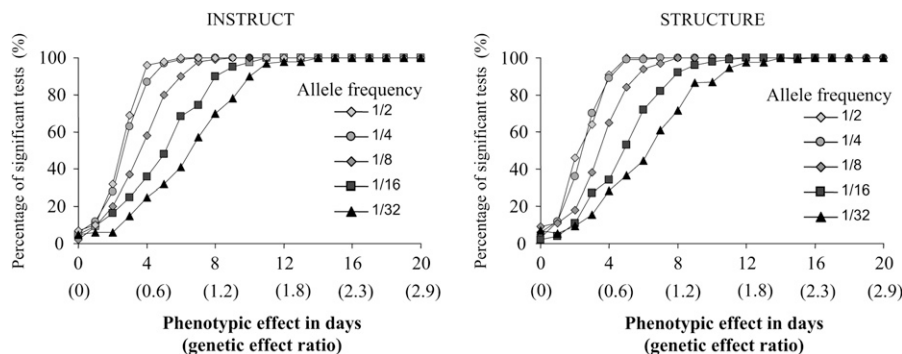 INSTRUCT
Percentage of significant tests (%)
100
80
60
40
20
0
Allele frequency
1/2
1/4
1/8
1/16
1/32
0 4 8 12 16 20
(0) (0.6) (1.2) (1.8) (2.3) (2.9)
Phenotypic effect in days
(genetic effect ratio)
STRUCTURE
Percentage of significant tests (%)
100
80
60
40
20
0
Allele frequency
1/2
1/4
1/8
1/16
1/32
0 4 8 12 16 20
(0) (0.6) (1.2) (1.8) (2.3) (2.9)
Phenotypic effect in days
(genetic effect ratio)